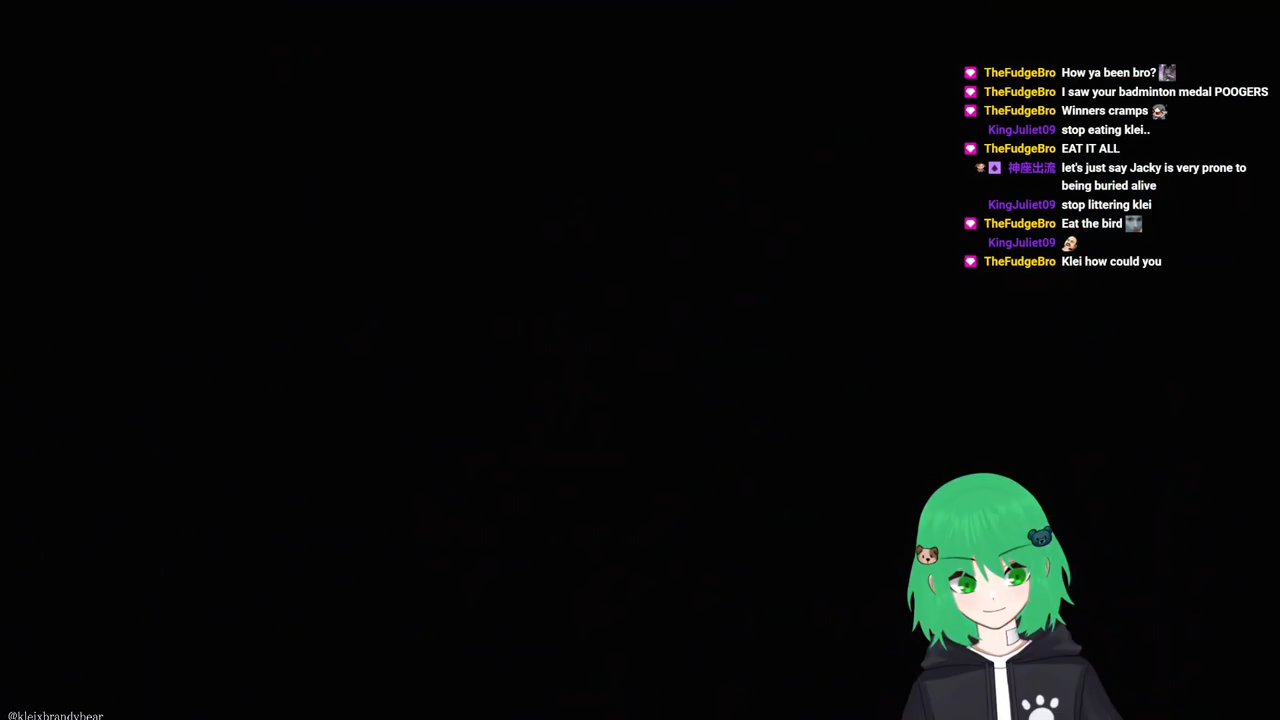 TheFudgeBro How ya been bro?
TheFudgeBro I saw your badminton medal POOGERS
TheFudgeBro Winners cramps
KingJuliet09 stop eating klei..
TheFudgeBro EAT IT ALL
神座出流 let's just say Jacky is very prone to
being buried alive
KingJuliet09 stop littering klei
TheFudgeBro Eat the bird
KingJuliet09
TheFudgeBro Klei how could you
@kleixbrandybear